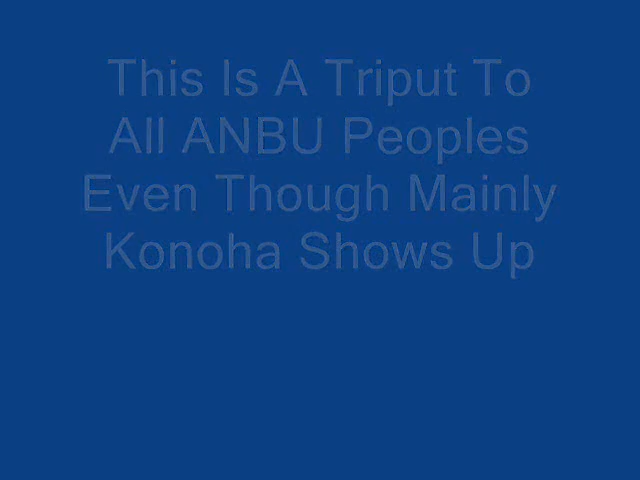 This Is A Triput To
All ANBU Peoples
Even Though Mainly
Konoha Shows Up